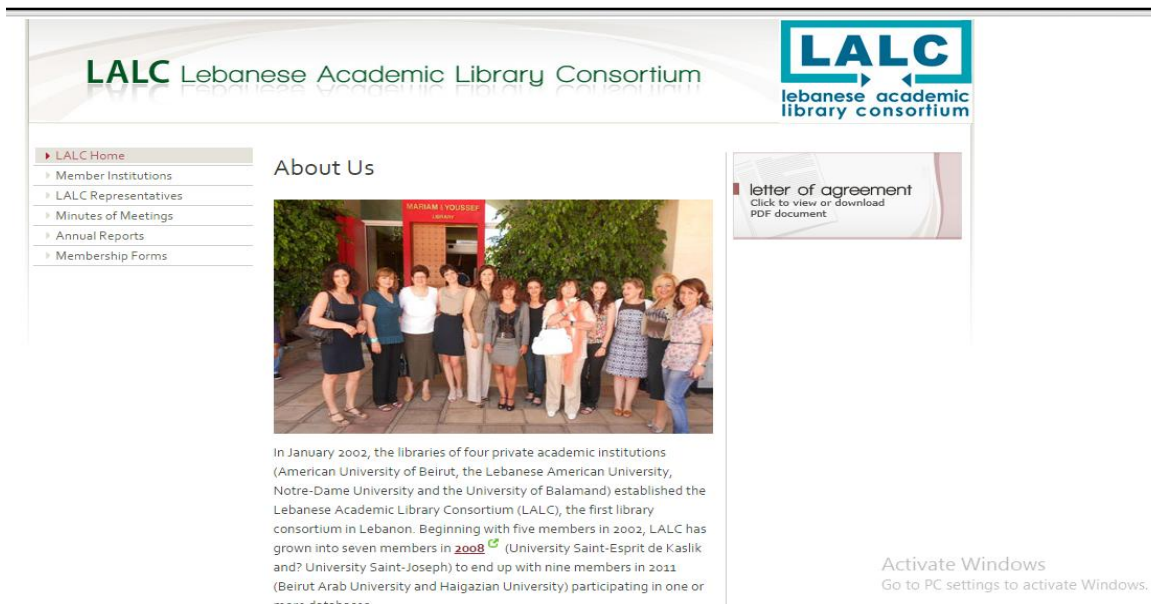 LALC Lebanese Academic Library Consortium
LALC
lebanese academic
library consortium
LALC Home
Member Institutions
LALC Representatives
Minutes of Meetings
Annual Reports
Membership Forms
About Us
MARIAM & YOUSSEF
LIBRARY
In January 2002, the libraries of four private academic institutions
(American University of Beirut, the Lebanese American University,
Notre-Dame University and the University of Balamand) established the
Lebanese Academic Library Consortium (LALC), the first library
consortium in Lebanon. Beginning with five members in 2002, LALC has
grown into seven members in 2008 (University Saint-Esprit de Kaslik
and? University Saint-Joseph) to end up with nine members in 2011
(Beirut Arab University and Haigazian University) participating in one or
more databases
letter of agreement
Click to view or download
PDF document
Activate Windows
Go to PC settings to activate Windows.